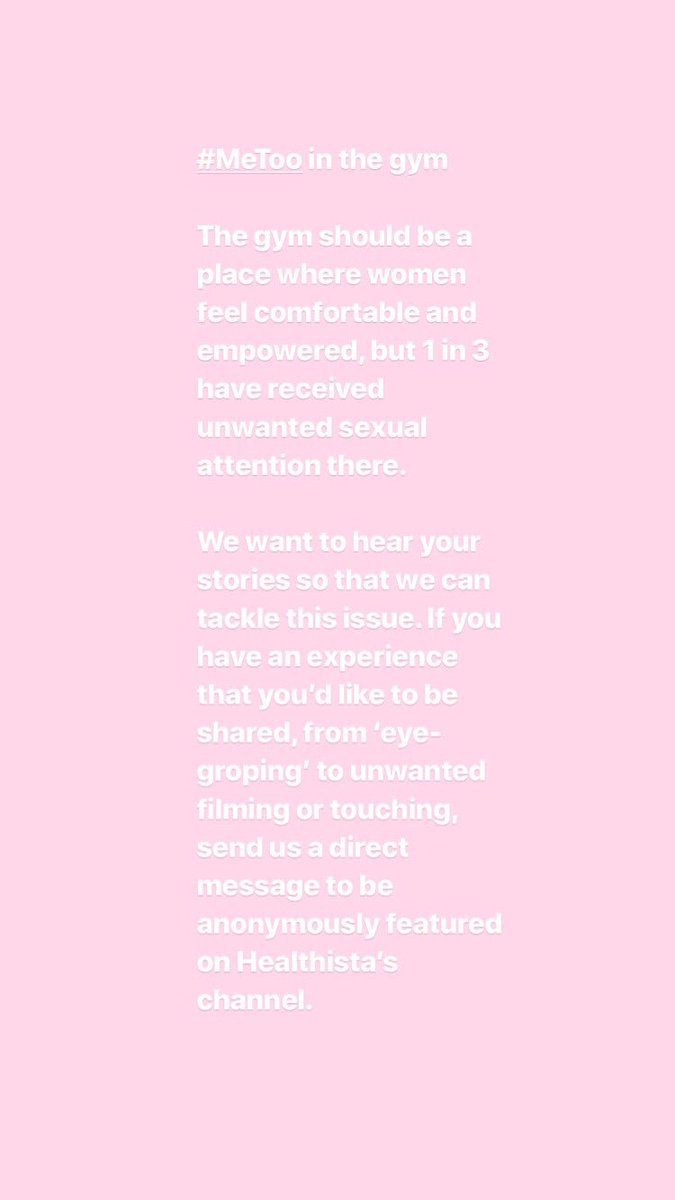 #MeToo in the gym
The gym should be a
place where women
feel comfortable and
empowered, but 1 in 3
have received
unwanted sexual
attention there.
We want to hear your
stories so that we can
tackle this issue. If you
have an experience
that you’d like to be
shared, from ‘eye-
groping’ to unwanted
filming or touching,
send us a direct
message to be
anonymously featured
on Healthista’s
channel.